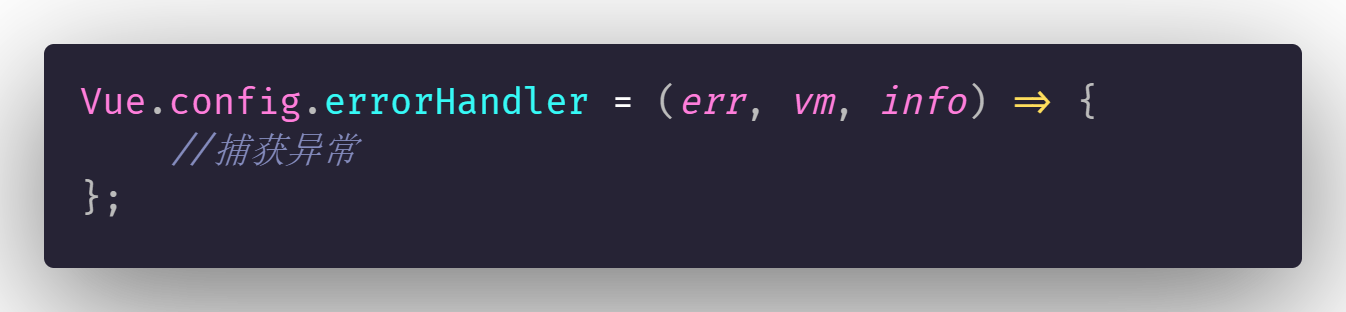 Vue.config.errorHandler = (err, vm, info) => {
    //捕获异常
};